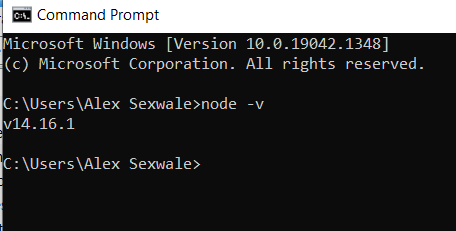 Command Prompt
Microsoft Windows [Version 10.0.19042.1348]
(c) Microsoft Corporation. All rights reserved.
C:\Users\Alex Sexwale>node -v
v14.16.1
C:\Users\Alex Sexwale>